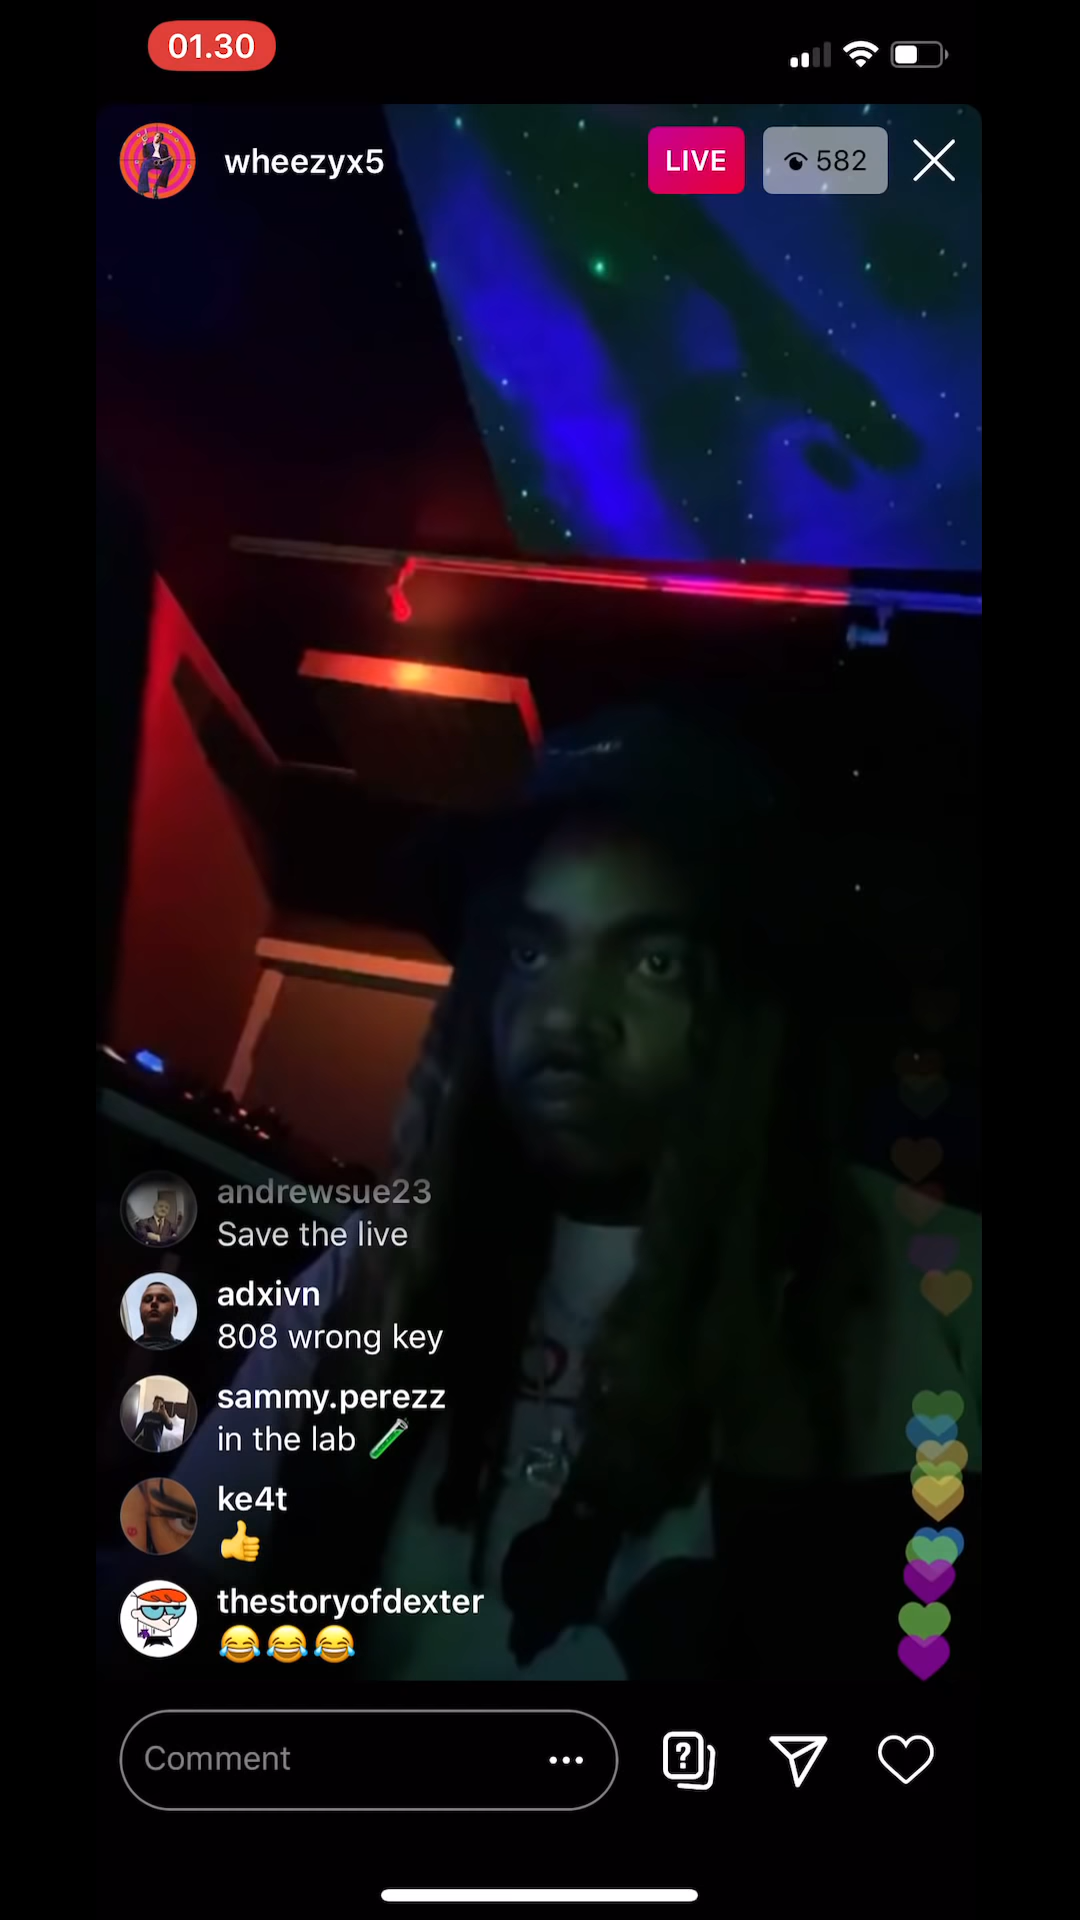 01.30
wheezyx5
LIVE
582
andrewsue23
Save the live
adxivn
808 wrong key
sammy.perezz
in the lab 🧪
ke4t
👍
thestoryofdexter
😂😂😂
Comment